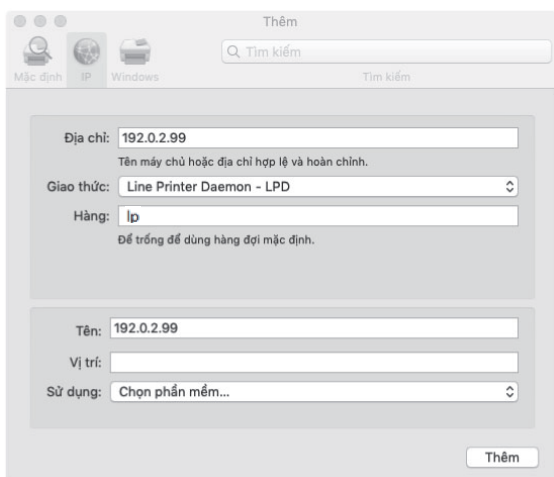 Thêm
Tìm kiếm
Mặc định IP Windows Tìm kiếm
Địa chỉ: 192.0.2.99
Tên máy chủ hoặc địa chỉ hợp lệ và hoàn chỉnh.
Giao thức: Line Printer Daemon - LPD
Hàng: lp
Để trống để dùng hàng đợi mặc định.
Tên: 192.0.2.99
Vị trí:
Sử dụng: Chọn phần mềm...
Thêm